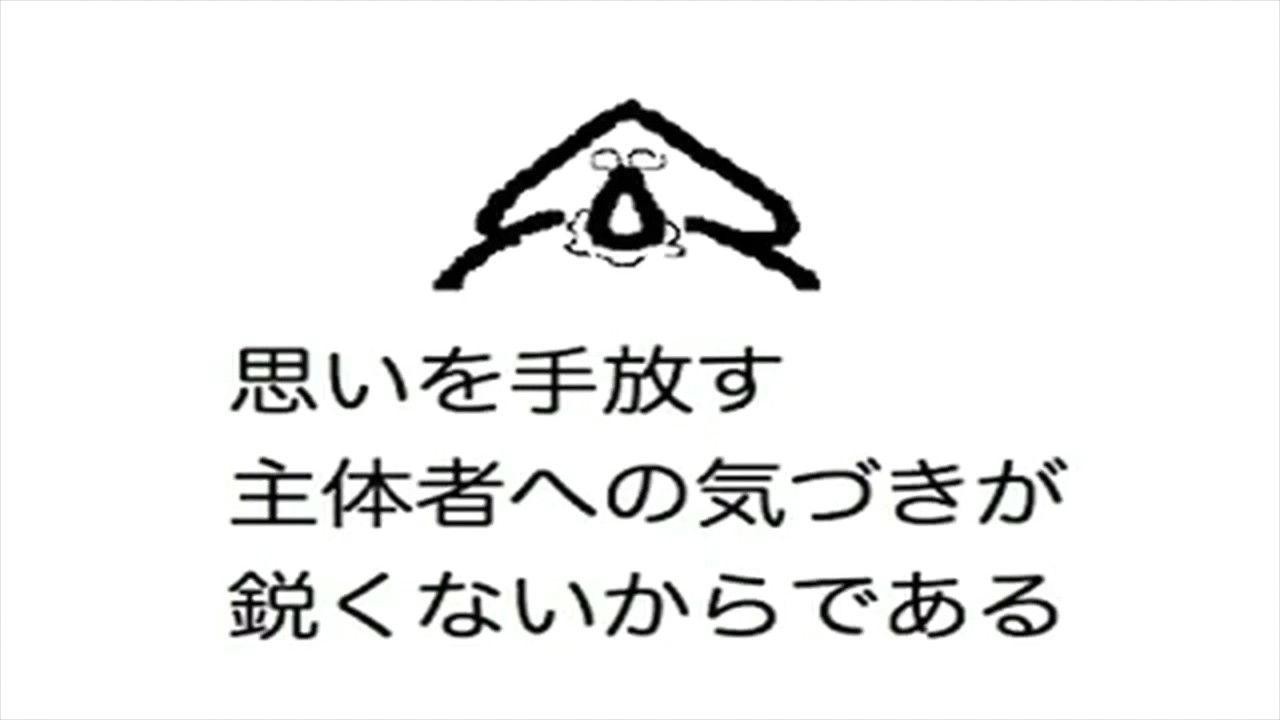 思いを手放す
主体者への気づきが
鋭くないからである